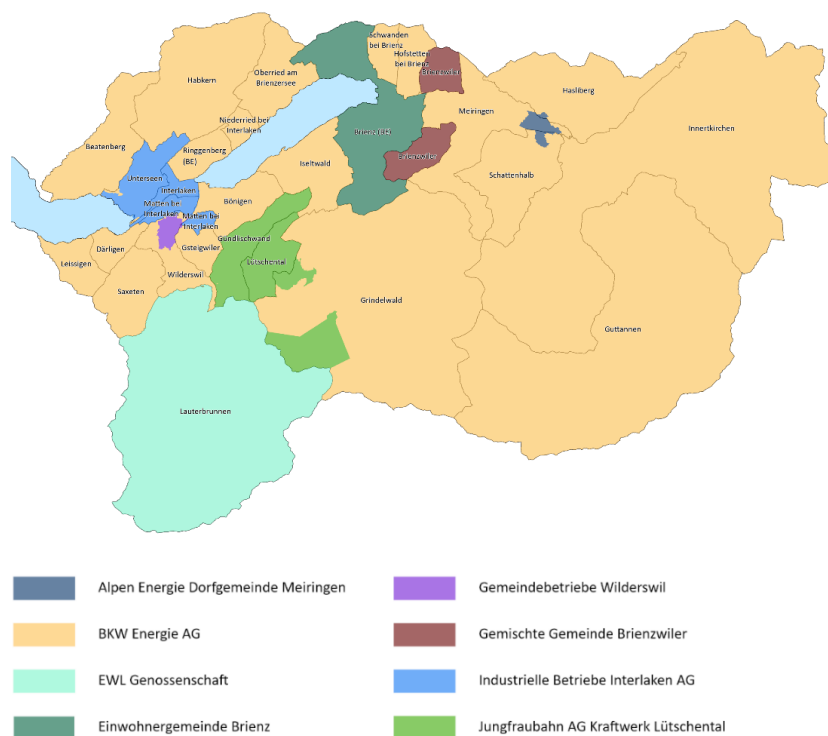 Schwanden
bei Brienz
Hofstetten
bei Brienz
Brienzwiler
Oberried am
Brienzersee
Habkern
Hasliberg
Meiringen
Innertkirchen
Niederried bei
Interlaken
Brienz (BE)
Beatenberg
Ringgenberg
(BE)
Brienzwiler
Iseltwald
Schattenhalb
Unterseen
Interlaken
Bönigen
Matten bei
Interlaken
Matten bei
Interlaken
Gündlischwand
Därligen
Gsteigwiler
Leissigen
Lütschental
Wilderswil
Saxeten
Grindelwald
Guttannen
Lauterbrunnen
Alpen Energie Dorfgemeinde Meiringen
Gemeindebetriebe Wilderswil
BKW Energie AG
Gemischte Gemeinde Brienzwiler
EWL Genossenschaft
Industrielle Betriebe Interlaken AG
Einwohnergemeinde Brienz
Jungfraubahn AG Kraftwerk Lütschental